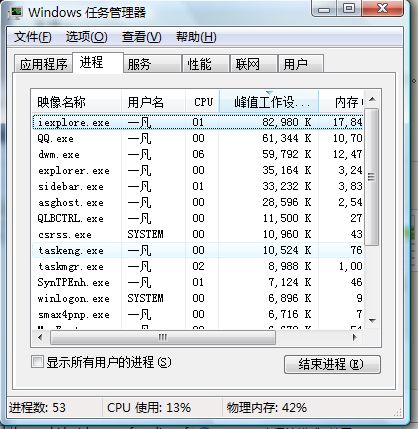 Windows 任务管理器
文件(F) 选项(O) 查看(V) 帮助(H)
应用程序 进程 服务 性能 联网 用户
映像名称 用户名 CPU 峰值工作设... 内存(
iexplore.exe 一凡 01 82,980 K 17,84
QQ.exe 一凡 00 61,344 K 10,70
dwm.exe 一凡 06 59,792 K 12,47
explorer.exe 一凡 00 35,164 K 3,24
sidebar.exe 一凡 01 33,232 K 3,83
asghost.exe 一凡 00 28,596 K 2,54
QLBCTRL.exe 一凡 00 11,500 K 27
csrss.exe SYSTEM 00 10,960 K 43
taskeng.exe 一凡 00 10,524 K 76
taskmgr.exe 一凡 02 8,988 K 1,00
SynTPEnh.exe 一凡 01 7,124 K 46
winlogon.exe SYSTEM 00 6,896 K 9
smax4pnp.exe 一凡 00 6,716 K 7
显示所有用户的进程(S) 结束进程(E)
进程数: 53 CPU 使用: 13% 物理内存: 42%